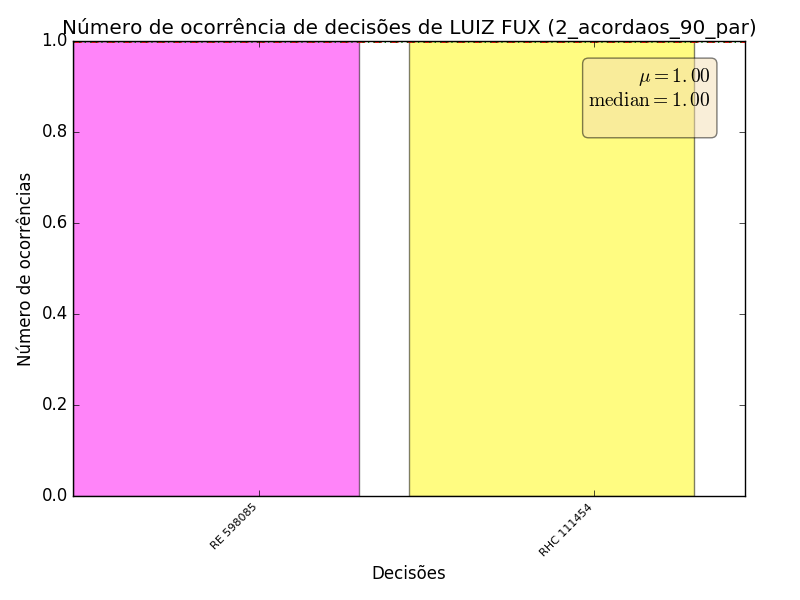 Número de ocorrência de decisões de LUIZ FUX (2_acordaos_90_par)
1.0
0.8
0.6
0.4
0.2
0.0
Número de ocorrências
μ = 1.00
median = 1.00
RE 598085
RHC 111454
Decisões